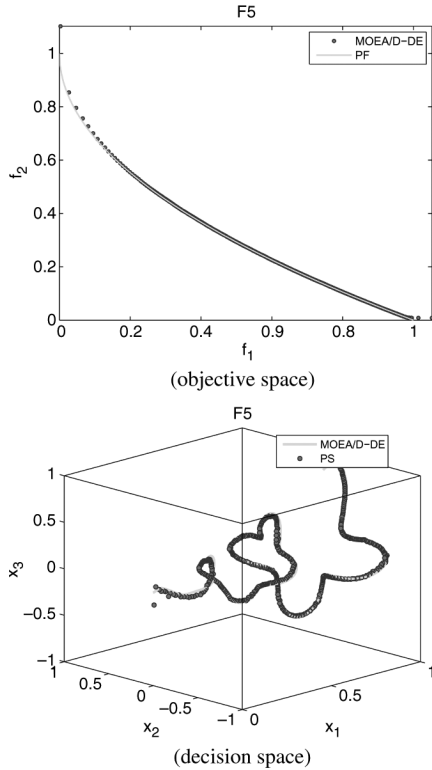 F5
MOEA/D-DE
PF
1
0.8
0.6
0.4
0.2
0
f2
0 0.2 0.4 0.9 0.8 1
f1
(objective space)
F5
MOEA/D-DE
PS
1
0.5
0
-0.5
-1
x3
1 0.5 0 -0.5 -1
x2
0 0.5 1
x1
(decision space)